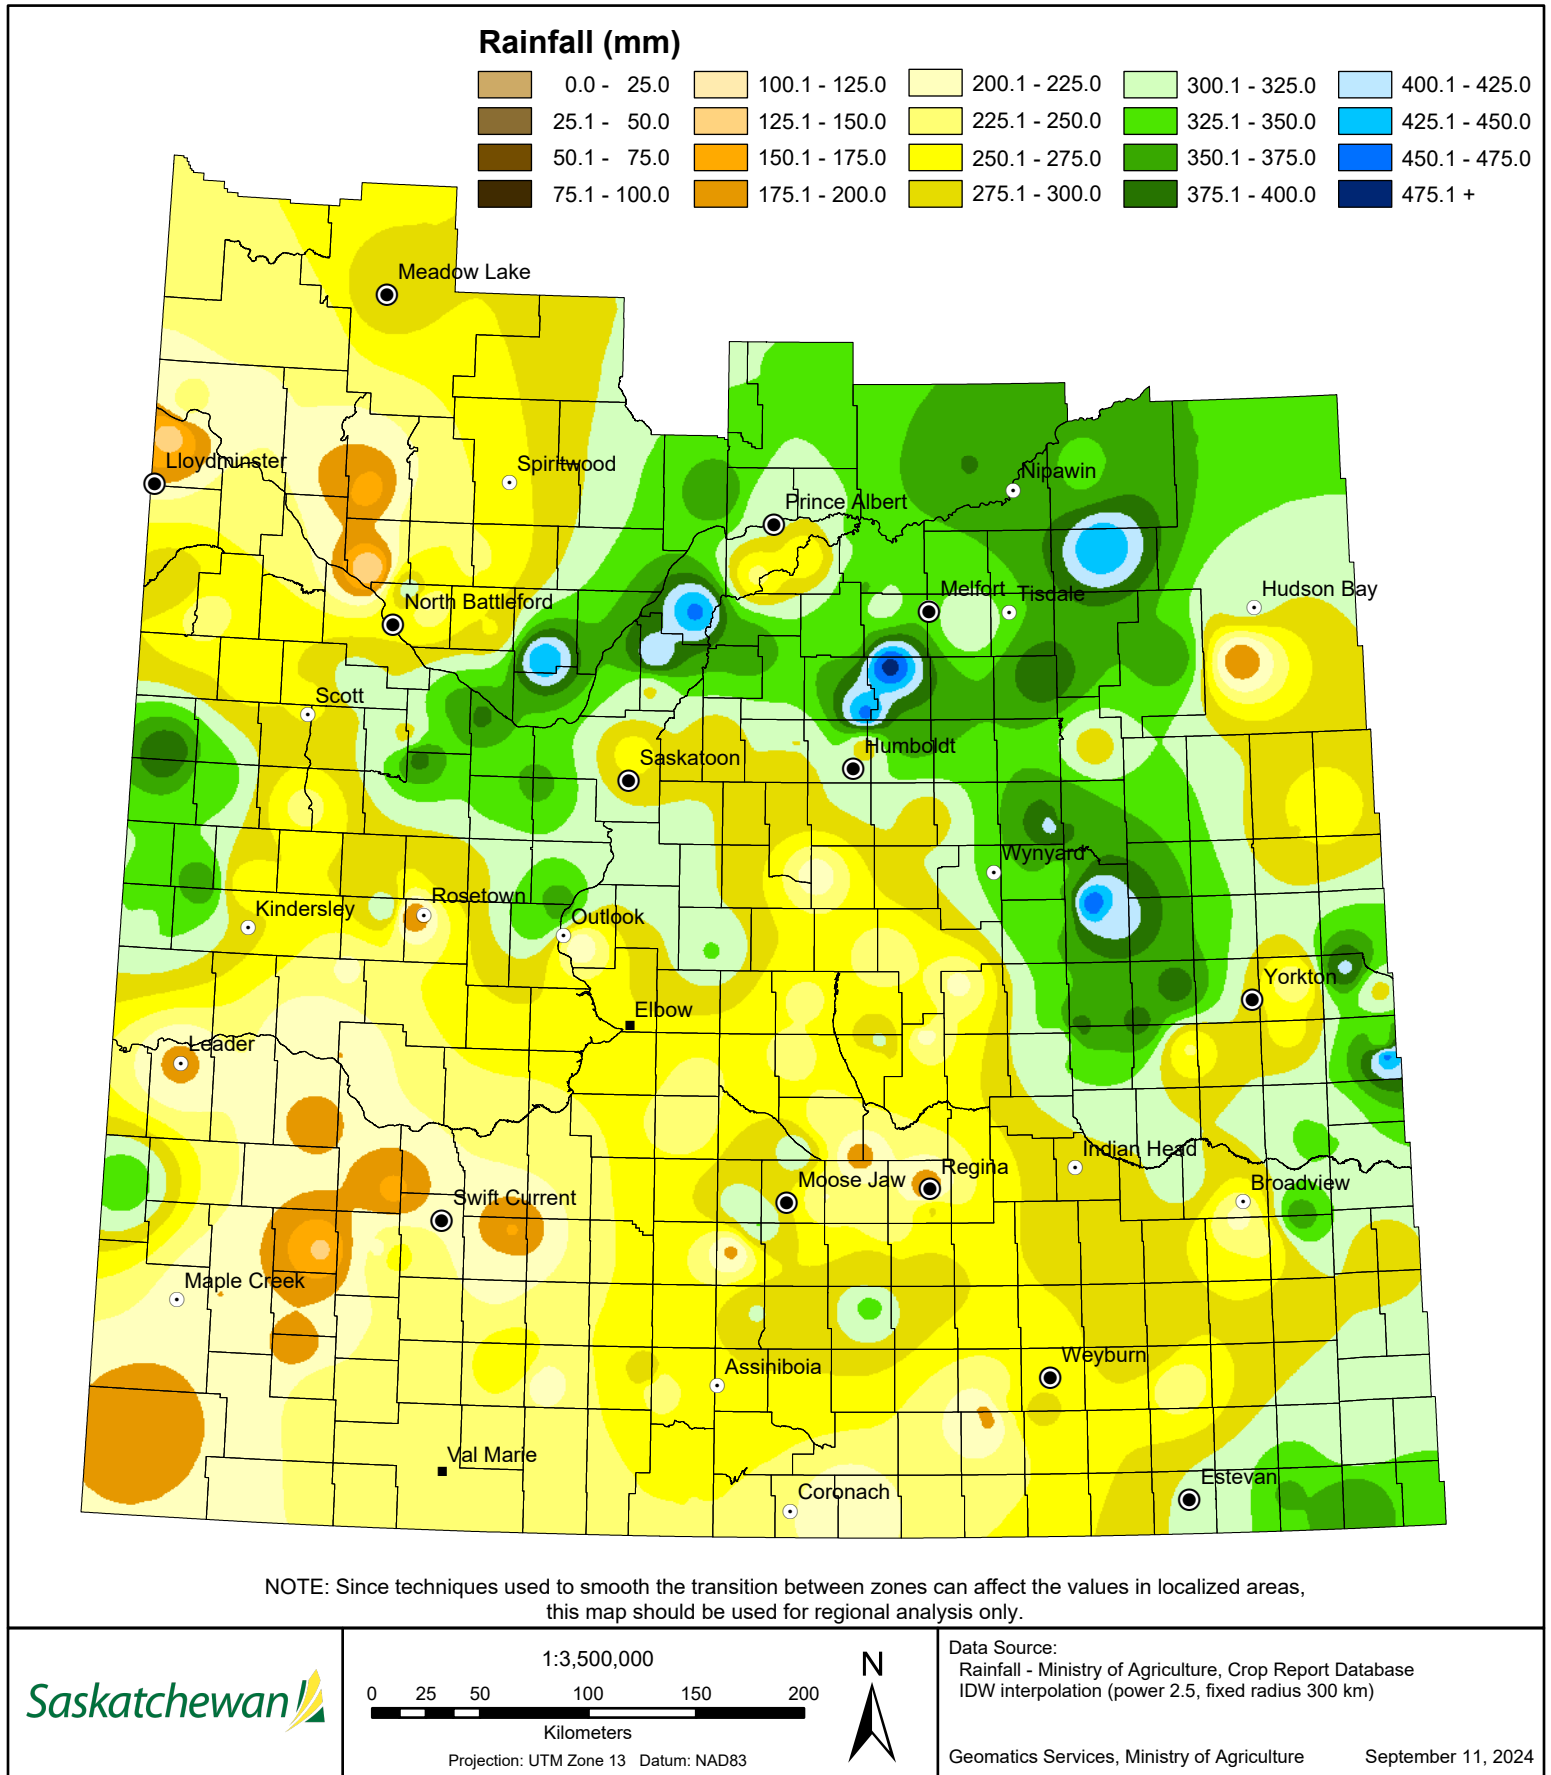 Rainfall (mm)
0.0 - 25.0
25.1 - 50.0
50.1 - 75.0
75.1 - 100.0
100.1 - 125.0
125.1 - 150.0
150.1 - 175.0
175.1 - 200.0
200.1 - 225.0
225.1 - 250.0
250.1 - 275.0
275.1 - 300.0
300.1 - 325.0
325.1 - 350.0
350.1 - 375.0
375.1 - 400.0
400.1 - 425.0
425.1 - 450.0
450.1 - 475.0
475.1 +
Meadow Lake
Lloydminster
Spiritwood
Nipawin
Prince Albert
Hudson Bay
Melfort
Tisdale
North Battleford
Scott
Humboldt
Saskatoon
Wynyard
Rosetown
Kindersley
Outlook
Yorkton
Elbow
Leader
Indian Head
Regina
Moose Jaw
Broadview
Swift Current
Maple Creek
Weyburn
Assiniboia
Val Marie
Estevan
Coronach
NOTE: Since techniques used to smooth the transition between zones can affect the values in localized areas,
this map should be used for regional analysis only.
Saskatchewan
1:3,500,000
0 25 50 100 150 200
Kilometers
Projection: UTM Zone 13 Datum: NAD83
N
Data Source:
Rainfall - Ministry of Agriculture, Crop Report Database
IDW interpolation (power 2.5, fixed radius 300 km)
Geomatics Services, Ministry of Agriculture September 11, 2024